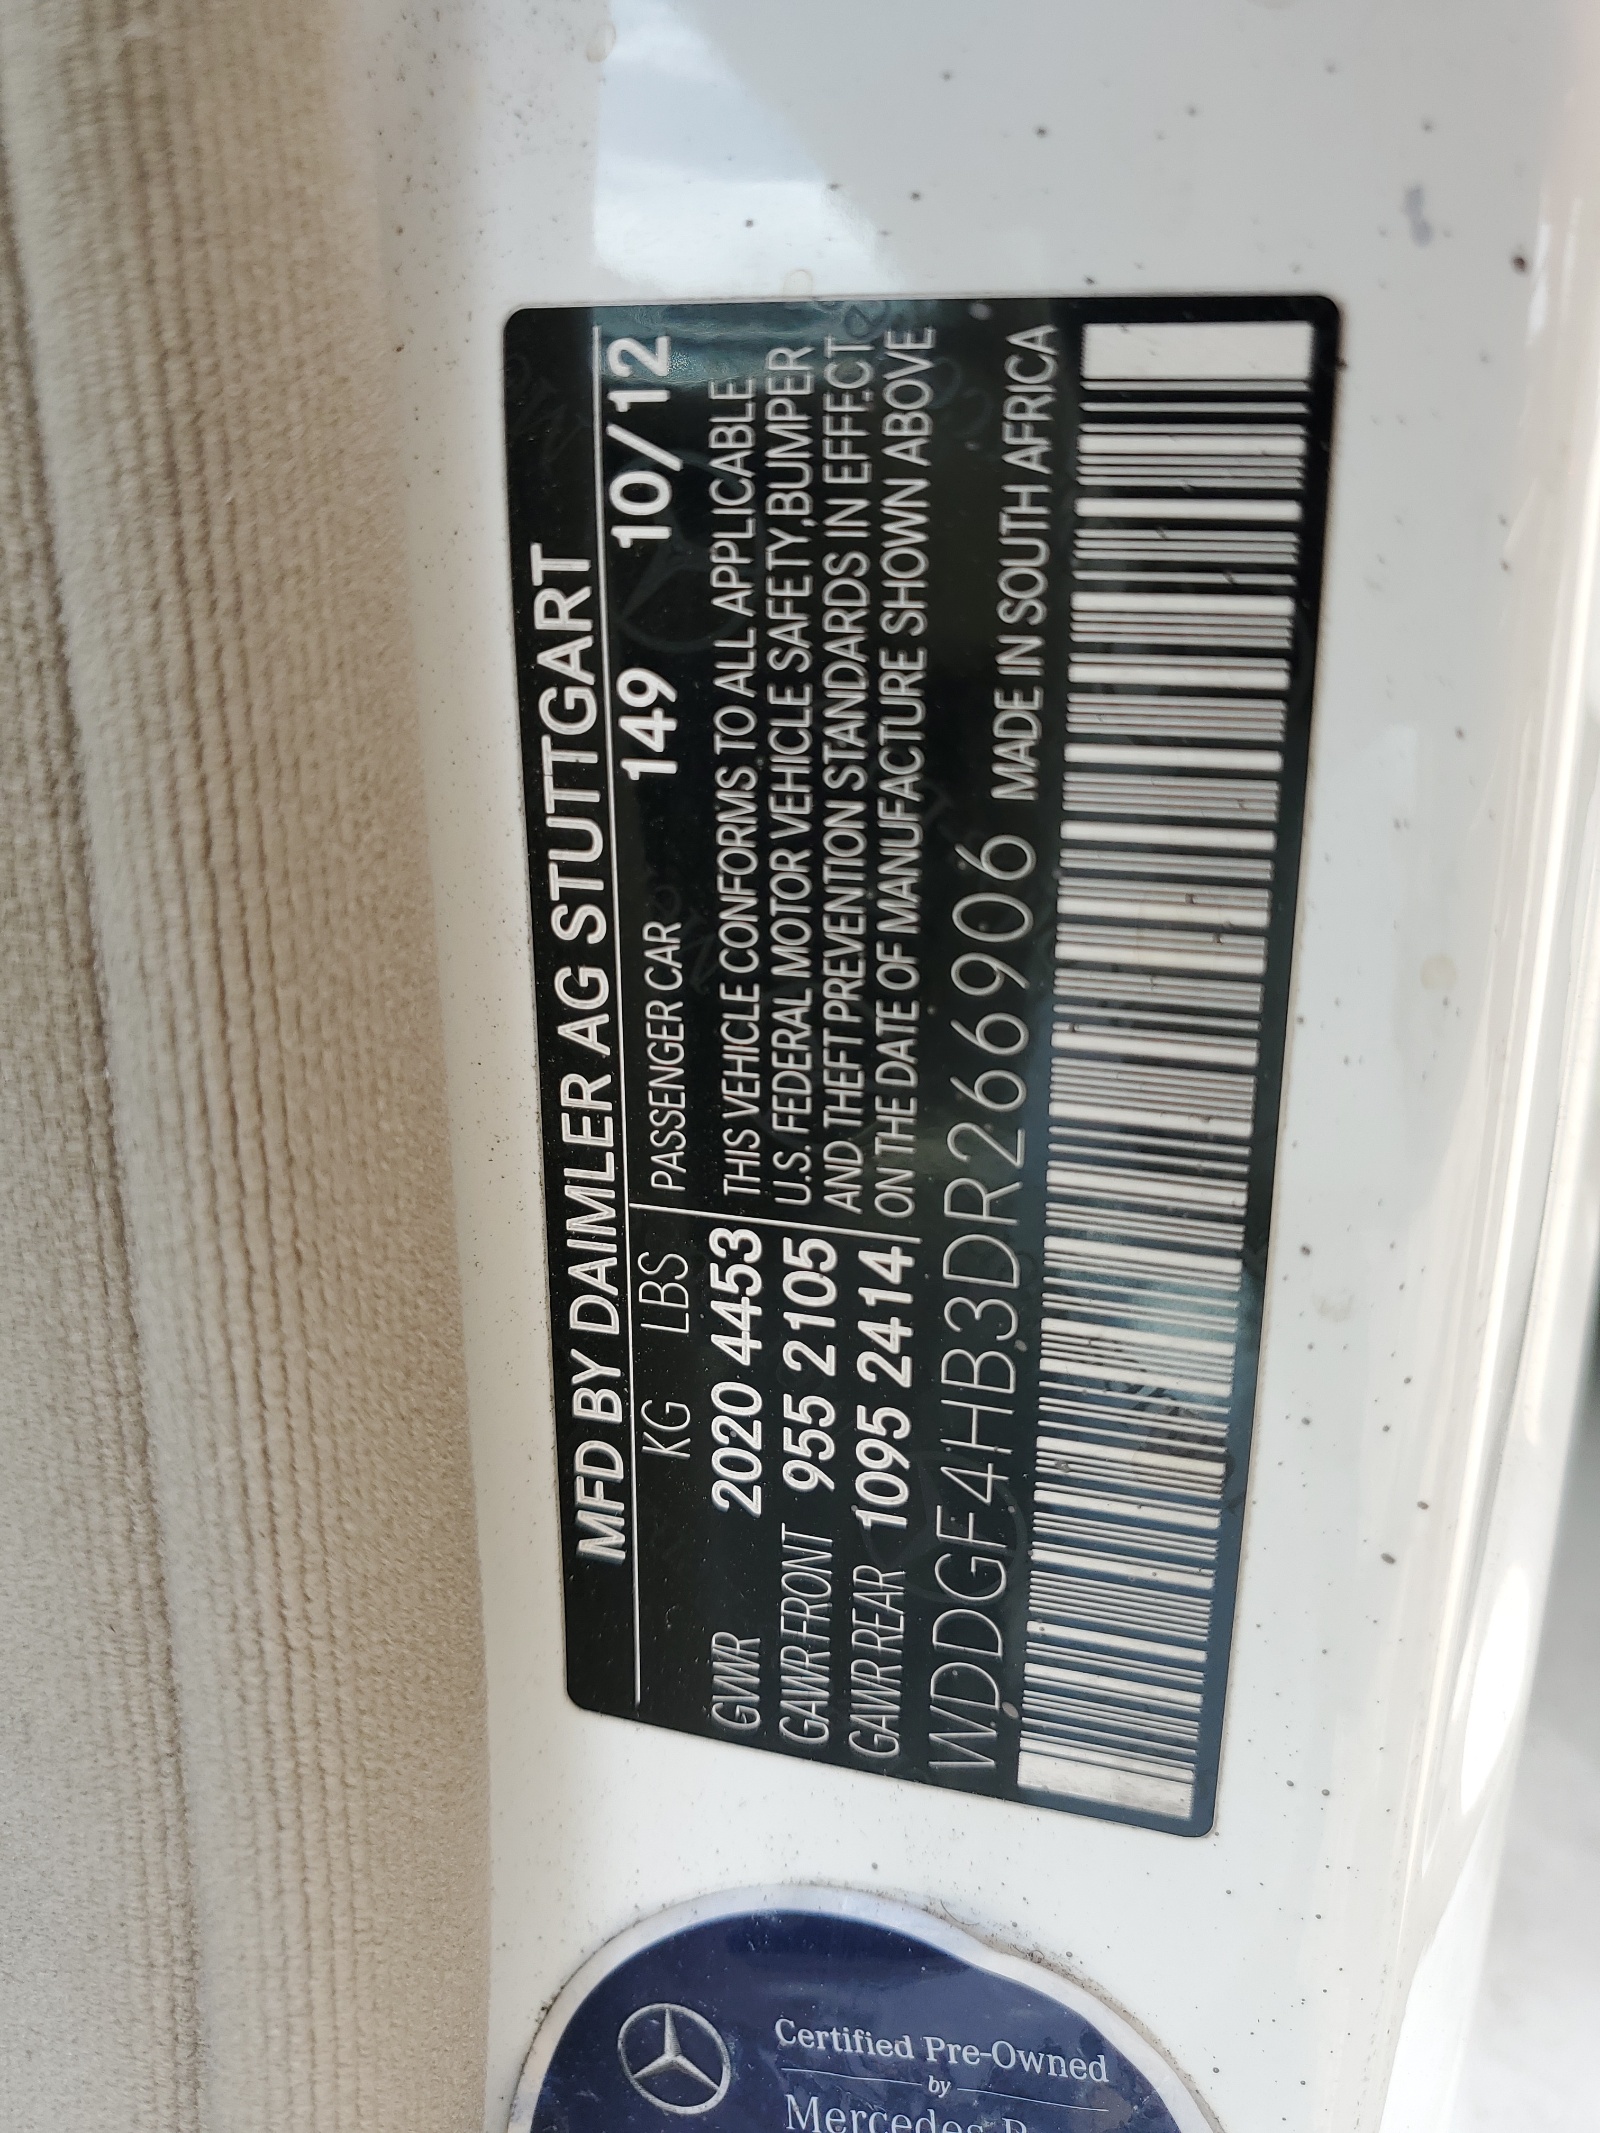 MFD BY DAIMLER AG STUTTGART
KG LBS PASSENGER CAR 149 10/12
GVWR 2020 4453 THIS VEHICLE CONFORMS TO ALL APPLICABLE
GAWR FRONT 955 2105 U.S. FEDERAL MOTOR VEHICLE SAFETY,BUMPER
GAWR REAR 1095 2414 AND THEFT PREVENTION STANDARDS IN EFFECT
ON THE DATE OF MANUFACTURE SHOWN ABOVE
WDDGF4HB3DR266906 MADE IN SOUTH AFRICA
Certified Pre-Owned
by